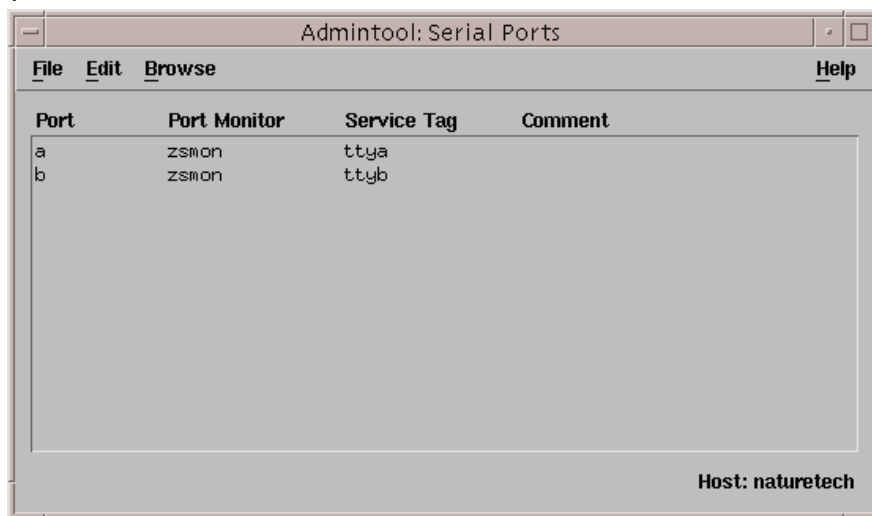 Admintool: Serial Ports
File Edit Browse Help
Port Port Monitor Service Tag Comment
a zsmon ttya
b zsmon ttyb
Host: naturetech